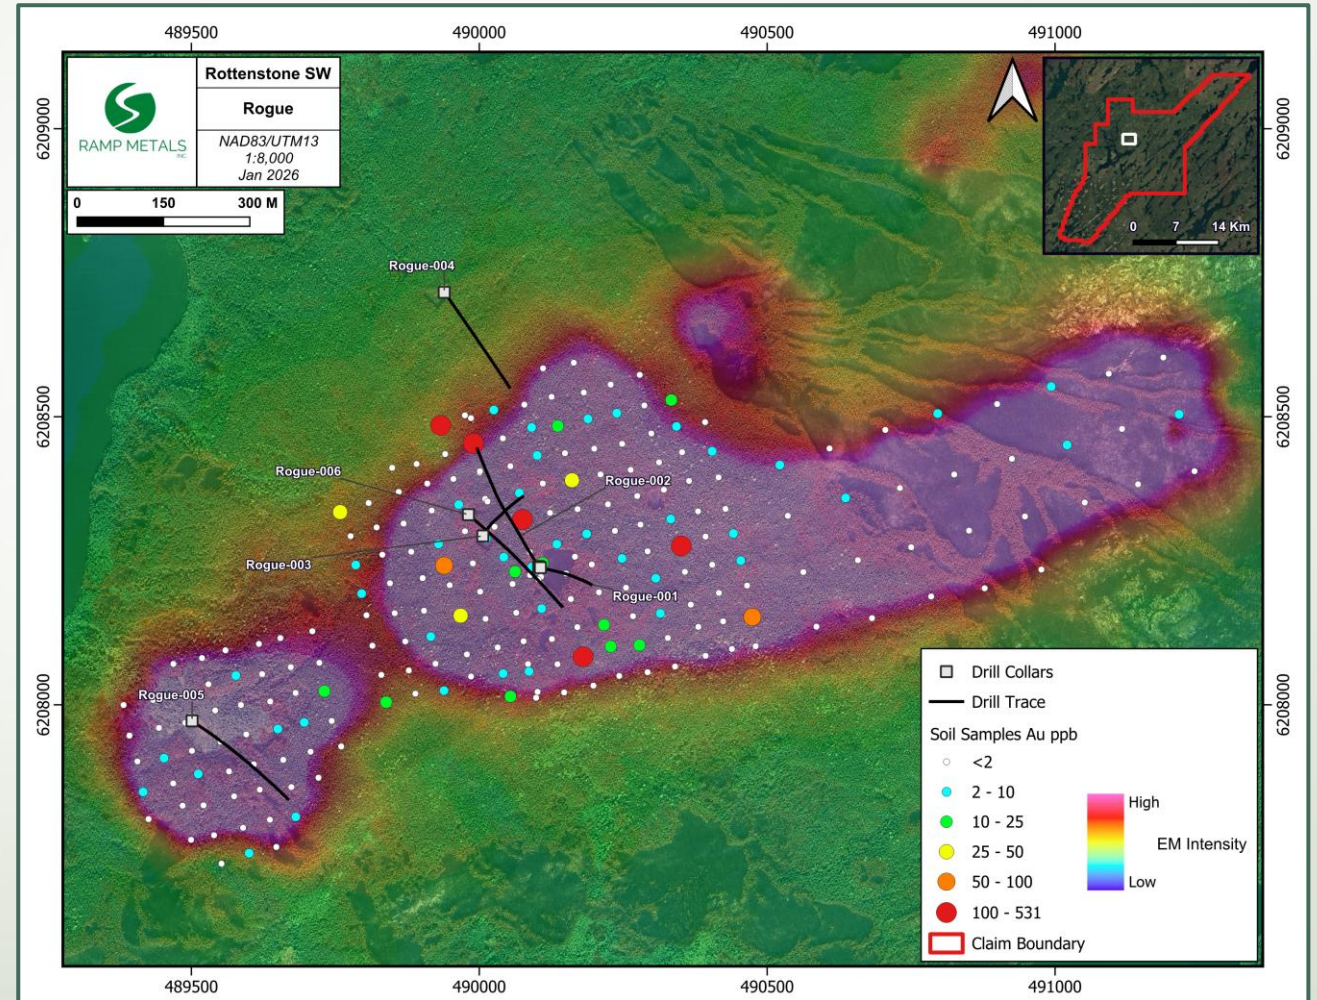 489500 490000 490500 491000
6209000
6208500
6208000
RAMP METALS
INC
Rottenstone SW
Rogue
NAD83/UTM13
1:8,000
Jan 2026
0 150 300 M
0 7 14 Km
6209000
6208500
6208000
Rogue-004
Rogue-006
Rogue-002
Rogue-003
Rogue-001
Rogue-005
Drill Collars
Drill Trace
Soil Samples Au ppb
<2
2 - 10
10 - 25
25 - 50
50 - 100
100 - 531
Claim Boundary
High
EM Intensity
Low
489500 490000 490500 491000